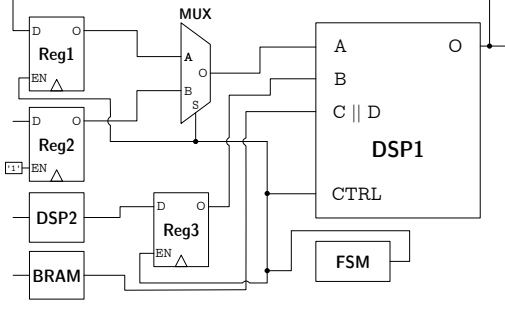 MUX
D O
Reg1
EN
A
B
S
O
D O
Reg2
'1' EN
A O
B
C || D
DSP1
CTRL
DSP2
D O
Reg3
EN
BRAM
FSM